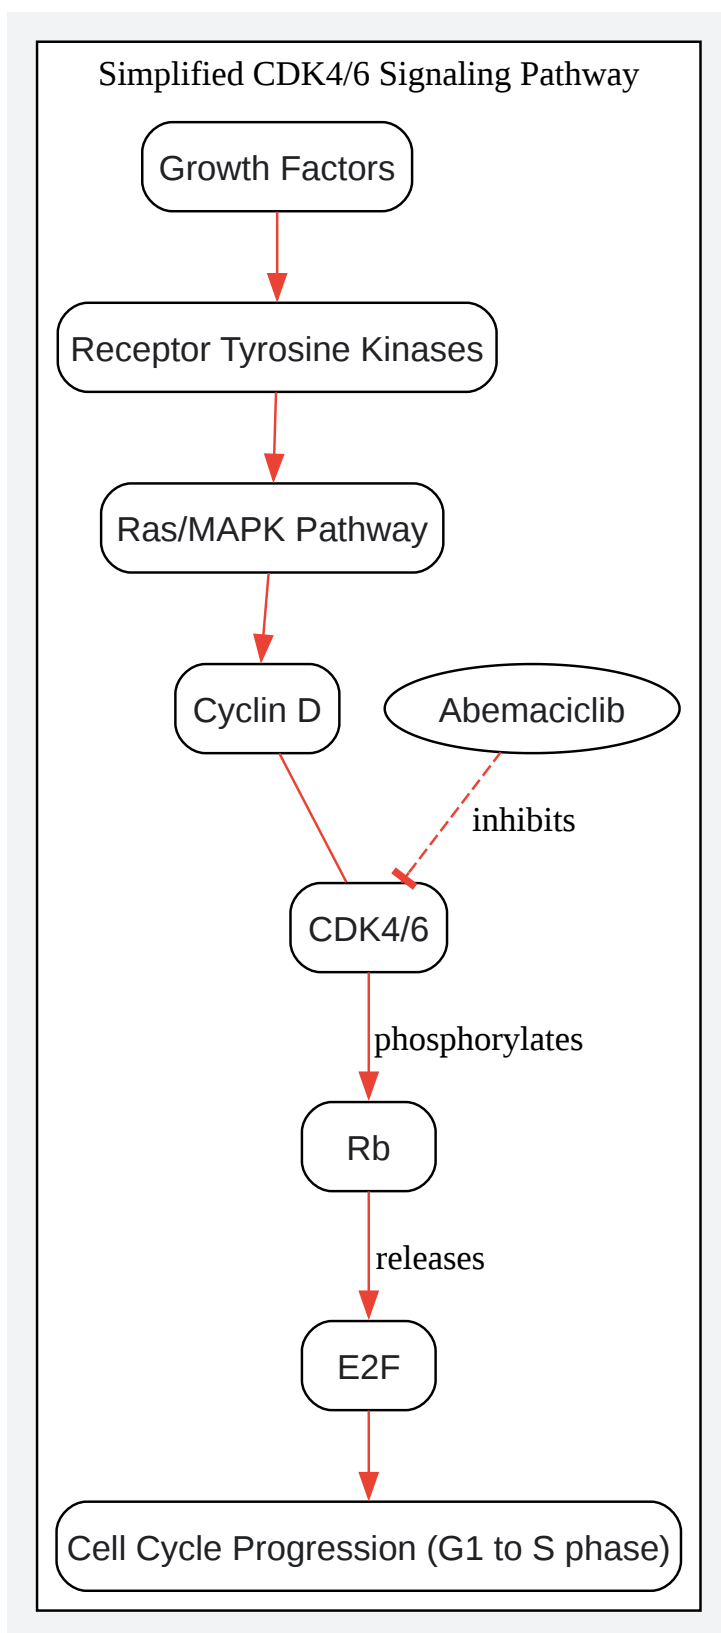 Simplified CDK4/6 Signaling Pathway
Growth Factors
Receptor Tyrosine Kinases
Ras/MAPK Pathway
Cyclin D
Abemaciclib
inhibits
CDK4/6
phosphorylates
Rb
releases
E2F
Cell Cycle Progression (G1 to S phase)